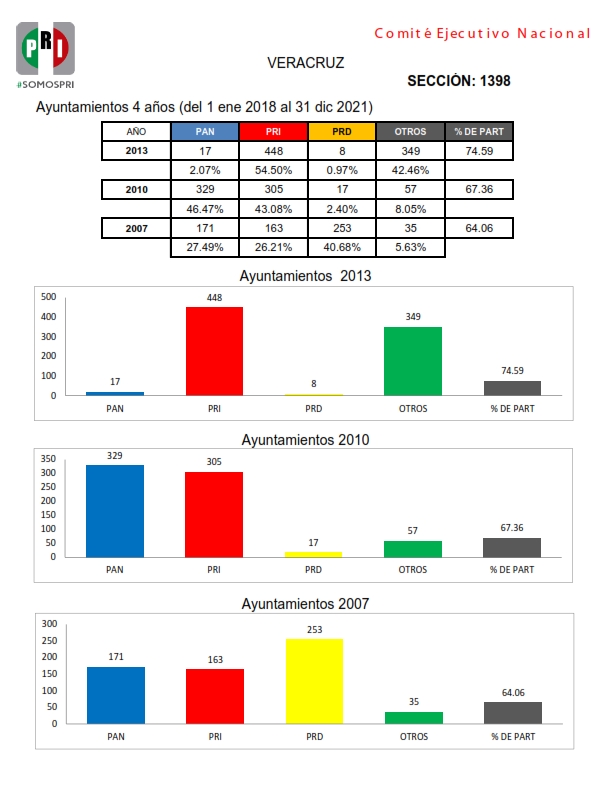 PRI
#SOMOSPRI
Comité Ejecutivo Nacional
VERACRUZ
SECCIÓN: 1398
Ayuntamientos 4 años (del 1 ene 2018 al 31 dic 2021)
AÑO PAN PRI PRD OTROS % DE PART
2013 17 448 8 349 74.59
2.07% 54.50% 0.97% 42.46%
2010 329 305 17 57 67.36
46.47% 43.08% 2.40% 8.05%
2007 171 163 253 35 64.06
27.49% 26.21% 40.68% 5.63%
Ayuntamientos 2013
500
400
300
200
100
0
17 448 8 349 74.59
PAN PRI PRD OTROS % DE PART
Ayuntamientos 2010
350
300
250
200
150
100
50
0
329 305 17 57 67.36
PAN PRI PRD OTROS % DE PART
Ayuntamientos 2007
300
250
200
150
100
50
0
171 163 253 35 64.06
PAN PRI PRD OTROS % DE PART